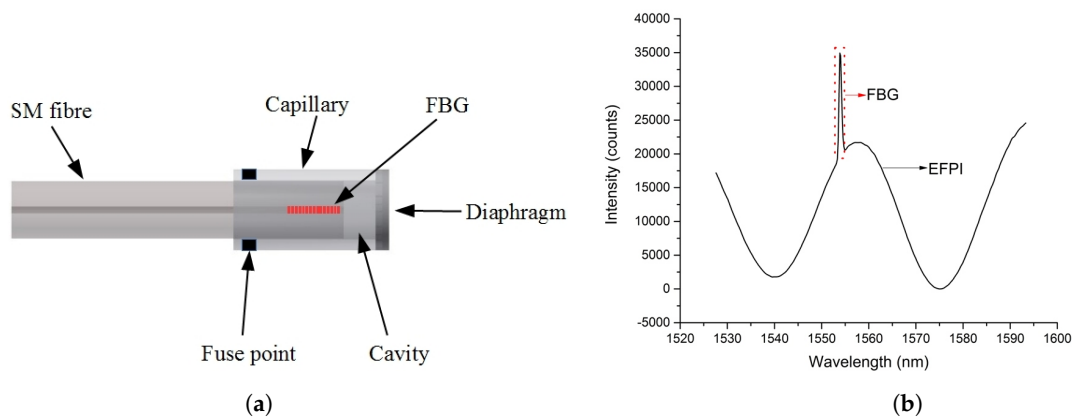 SM fibre
Capillary
FBG
Diaphragm
Fuse point
Cavity
(a)
40000
35000
30000
25000
20000
15000
10000
5000
0
-5000
Intensity (counts)
FBG
EFPI
1520 1530 1540 1550 1560 1570 1580 1590 1600
Wavelength (nm)
(b)